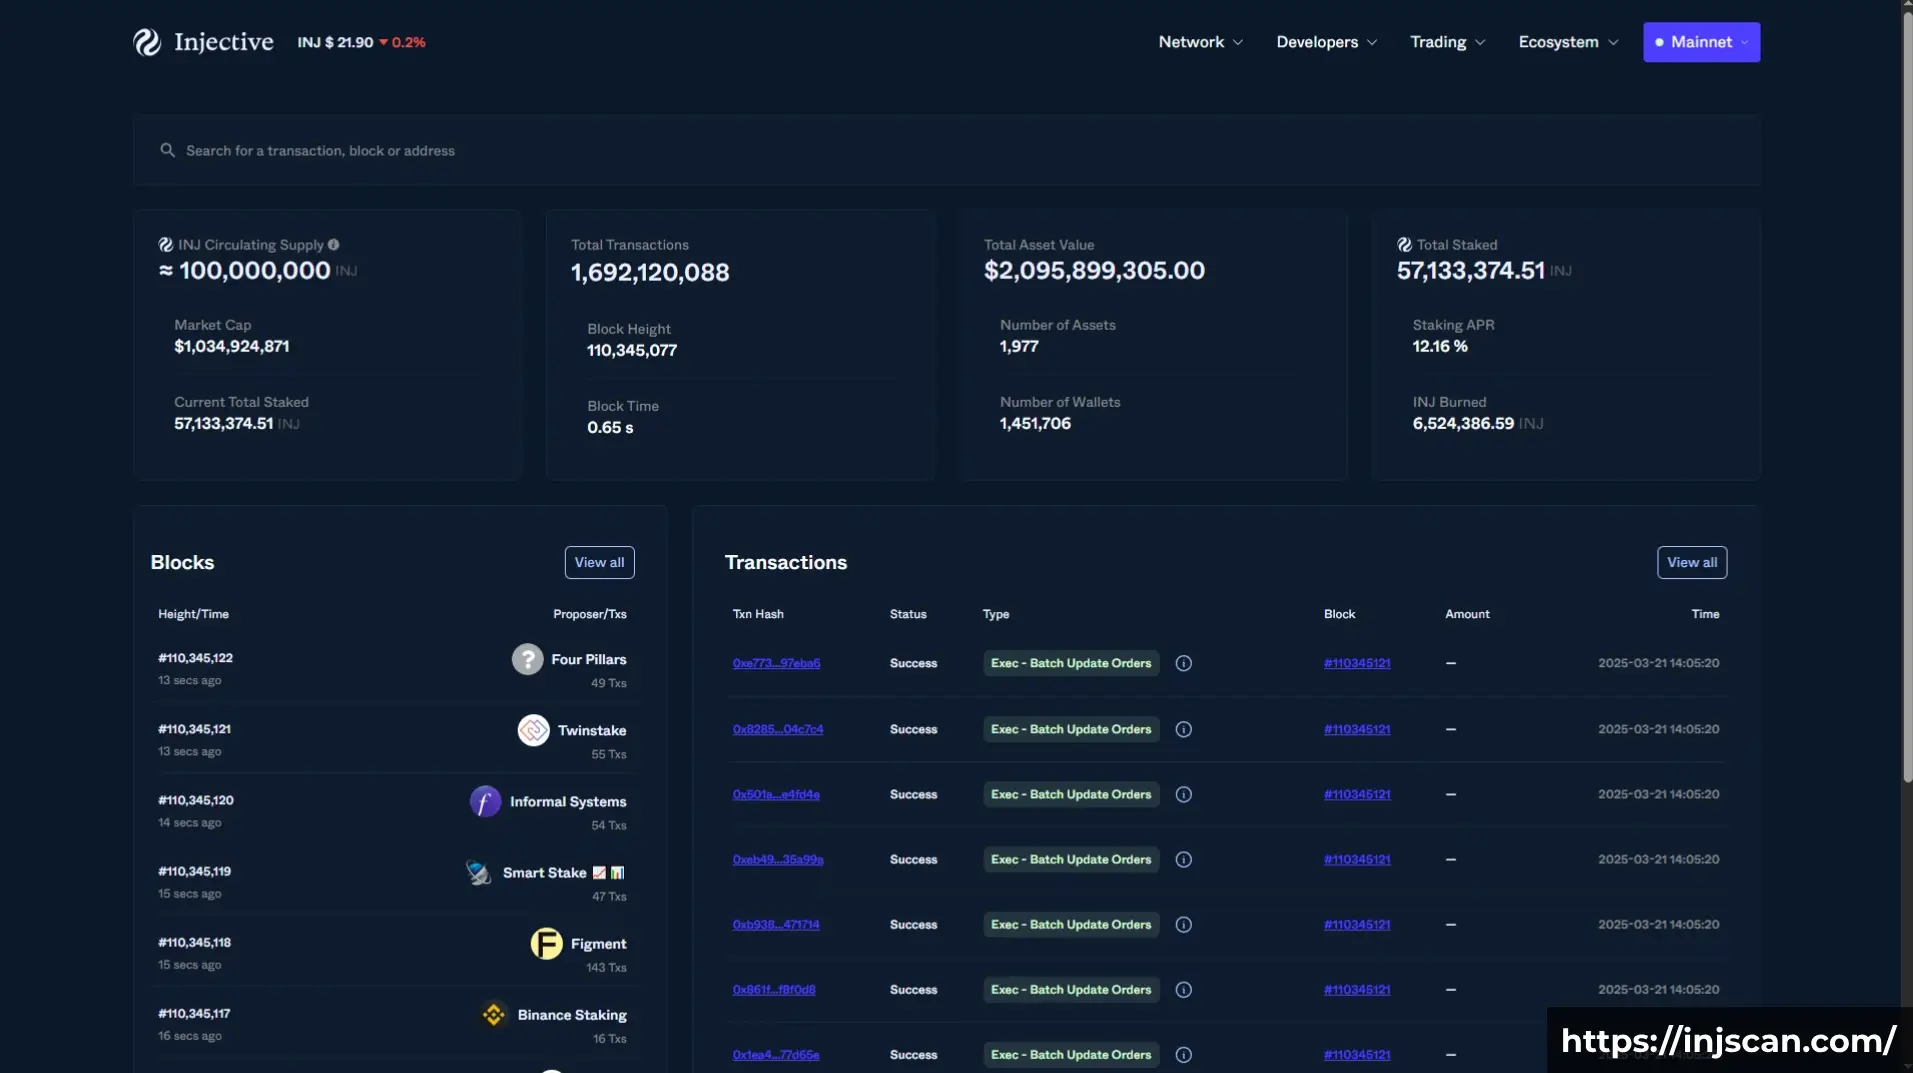 Injective INJ $ 21.90 0.2% Network Developers Trading Ecosystem Mainnet
Search for a transaction, block or address
INJ Circulating Supply
≈ 100,000,000 INJ
Market Cap
$1,034,924,871
Current Total Staked
57,133,374.51 INJ
Total Transactions
1,692,120,088
Block Height
110,345,077
Block Time
0.65 s
Total Asset Value
$2,095,899,305.00
Number of Assets
1,977
Number of Wallets
1,451,706
Total Staked
57,133,374.51 INJ
Staking APR
12.16 %
INJ Burned
6,524,386.59 INJ
Blocks View all
Height/Time Proposer/Txs
#110,345,122 Four Pillars
13 secs ago 49 Txs
#110,345,121 Twinstake
13 secs ago 55 Txs
#110,345,120 Informal Systems
14 secs ago 54 Txs
#110,345,119 Smart Stake
15 secs ago 47 Txs
#110,345,118 Figment
15 secs ago 143 Txs
#110,345,117 Binance Staking
16 secs ago 16 Txs
Transactions View all
Txn Hash Status Type Block Amount Time
0xe773...97eba6 Success Exec - Batch Update Orders #110345121 — 2025-03-21 14:05:20
0x8285...04c7c4 Success Exec - Batch Update Orders #110345121 — 2025-03-21 14:05:20
0x501a...e4fd4e Success Exec - Batch Update Orders #110345121 — 2025-03-21 14:05:20
0xeb49...35a99a Success Exec - Batch Update Orders #110345121 — 2025-03-21 14:05:20
0xb938...471714 Success Exec - Batch Update Orders #110345121 — 2025-03-21 14:05:20
0x861f...f8f0d8 Success Exec - Batch Update Orders #110345121 — 2025-03-21 14:05:20
0x1ea4...77d65e Success Exec - Batch Update Orders #110345121 —
https://injscan.com/